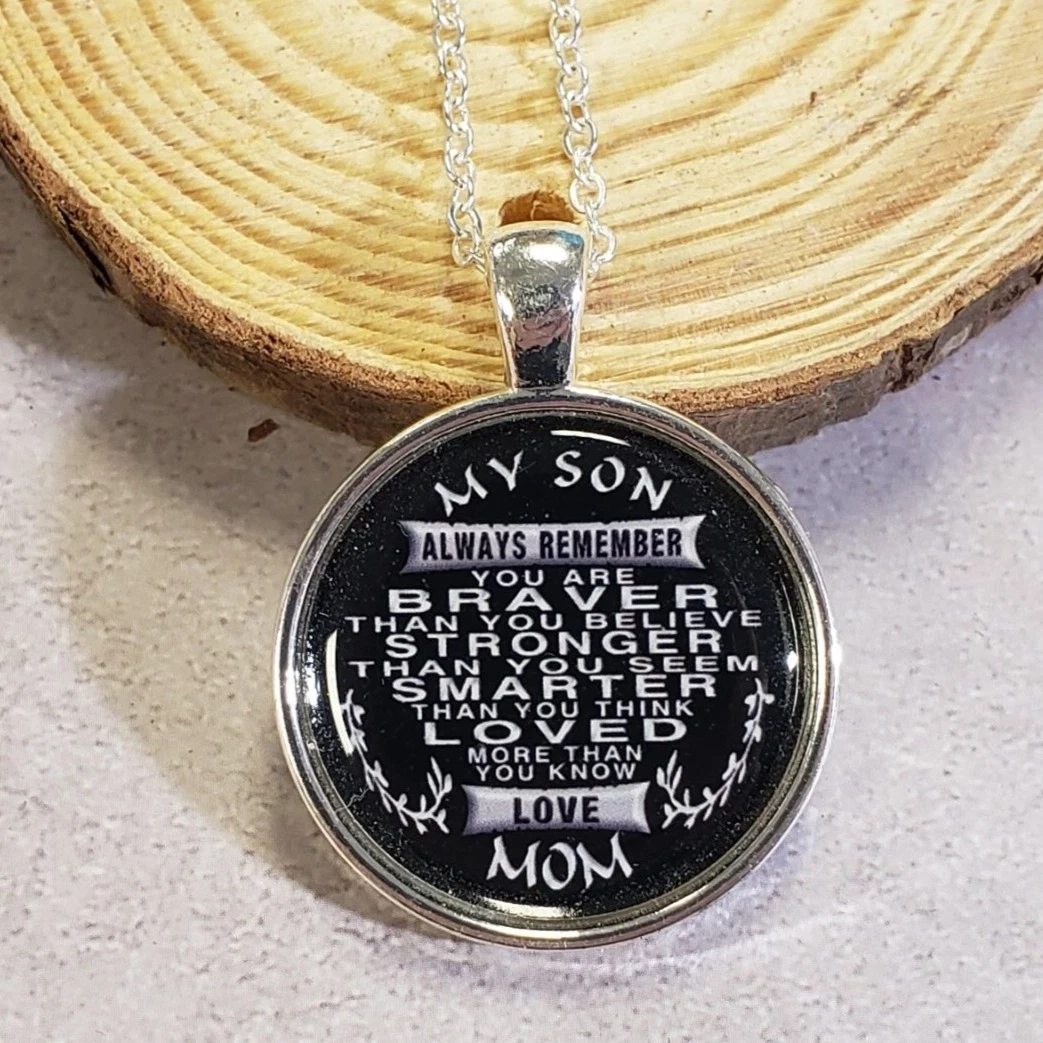 MY SON
ALWAYS REMEMBER
YOU ARE
BRAVER
THAN YOU BELIEVE
STRONGER
THAN YOU SEEM
SMARTER
THAN YOU THINK
LOVED
MORE THAN
YOU KNOW
LOVE
MOM